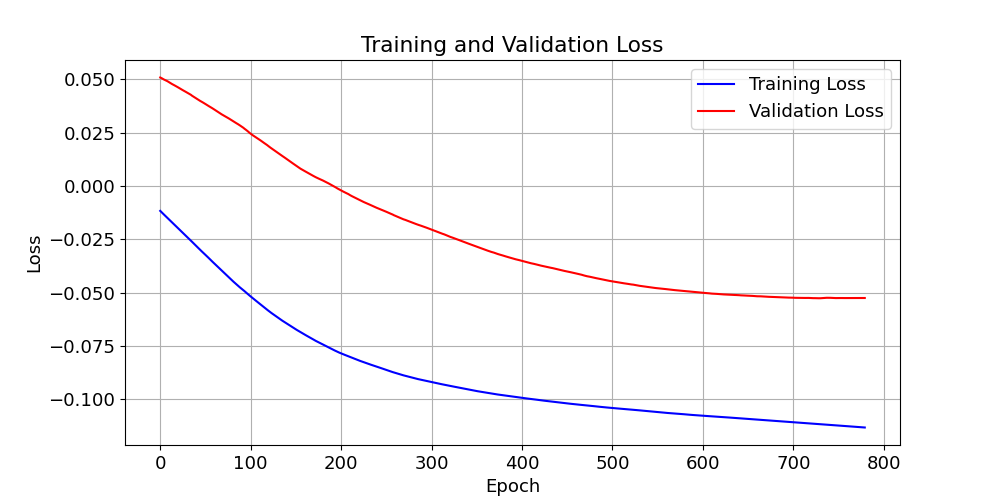 Training and Validation Loss
Training Loss
Validation Loss
Loss
0.050
0.025
0.000
−0.025
−0.050
−0.075
−0.100
0 100 200 300 400 500 600 700 800
Epoch